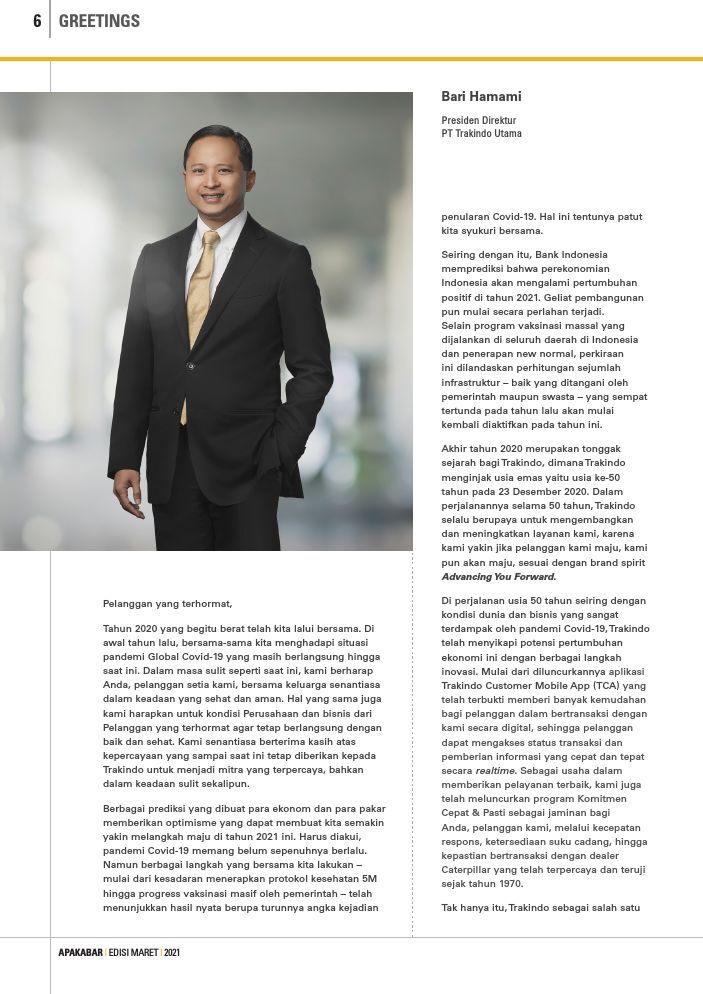 6 GREETINGS
Bari Hamami
Presiden Direktur
PT Trakindo Utama
Pelanggan yang terhormat,
Tahun 2020 yang begitu berat telah kita lalui bersama. Di
awal tahun lalu, bersama-sama kita menghadapi situasi
pandemi Global Covid-19 yang masih berlangsung hingga
saat ini. Dalam masa sulit seperti saat ini, kami berharap
Anda, pelanggan setia kami, bersama keluarga senantiasa
dalam keadaan yang sehat dan aman. Hal yang sama juga
kami harapkan untuk kondisi Perusahaan dan bisnis dari
Pelanggan yang terhormat agar tetap berlangsung dengan
baik dan sehat. Kami senantiasa berterima kasih atas
kepercayaan yang sampai saat ini tetap diberikan kepada
Trakindo untuk menjadi mitra yang terpercaya, bahkan
dalam keadaan sulit sekalipun.
Berbagai prediksi yang dibuat para ekonom dan para pakar
memberikan optimisme yang dapat membuat kita semakin
yakin melangkah maju di tahun 2021 ini. Harus diakui,
pandemi Covid-19 memang belum sepenuhnya berlalu.
Namun berbagai langkah yang bersama kita lakukan –
mulai dari kesadaran menerapkan protokol kesehatan 5M
hingga progress vaksinasi masif oleh pemerintah – telah
menunjukkan hasil nyata berupa turunnya angka kejadian
penularan Covid-19. Hal ini tentunya patut
kita syukuri bersama.
Seiring dengan itu, Bank Indonesia
memprediksi bahwa perekonomian
Indonesia akan mengalami pertumbuhan
positif di tahun 2021. Geliat pembangunan
pun mulai secara perlahan terjadi.
Selain program vaksinasi massal yang
dijalankan di seluruh daerah di Indonesia
dan penerapan new normal, perkiraan
ini dilandaskan perhitungan sejumlah
infrastruktur – baik yang ditangani oleh
pemerintah maupun swasta – yang sempat
tertunda pada tahun lalu akan mulai
kembali diaktifkan pada tahun ini.
Akhir tahun 2020 merupakan tonggak
sejarah bagi Trakindo, dimana Trakindo
menginjak usia emas yaitu usia ke-50
tahun pada 23 Desember 2020. Dalam
perjalanannya selama 50 tahun, Trakindo
selalu berupaya untuk mengembangkan
dan meningkatkan layanan kami, karena
kami yakin jika pelanggan kami maju, kami
pun akan maju, sesuai dengan brand spirit
Advancing You Forward.
Di perjalanan usia 50 tahun seiring dengan
kondisi dunia dan bisnis yang sangat
terdampak oleh pandemi Covid-19, Trakindo
telah menyikapi potensi pertumbuhan
ekonomi ini dengan berbagai langkah
inovasi. Mulai dari diluncurkannya aplikasi
Trakindo Customer Mobile App (TCA) yang
telah terbukti memberi banyak kemudahan
bagi pelanggan dalam bertransaksi dengan
kami secara digital, sehingga pelanggan
dapat mengakses status transaksi dan
pemberian informasi yang cepat dan tepat
secara realtime. Sebagai usaha dalam
memberikan pelayanan terbaik, kami juga
telah meluncurkan program Komitmen
Cepat & Pasti sebagai jaminan bagi
Anda, pelanggan kami, melalui kecepatan
respons, ketersediaan suku cadang, hingga
kepastian bertransaksi dengan dealer
Caterpillar yang telah terpercaya dan teruji
sejak tahun 1970.
Tak hanya itu, Trakindo sebagai salah satu
APAKABAR | EDISI MARET | 2021